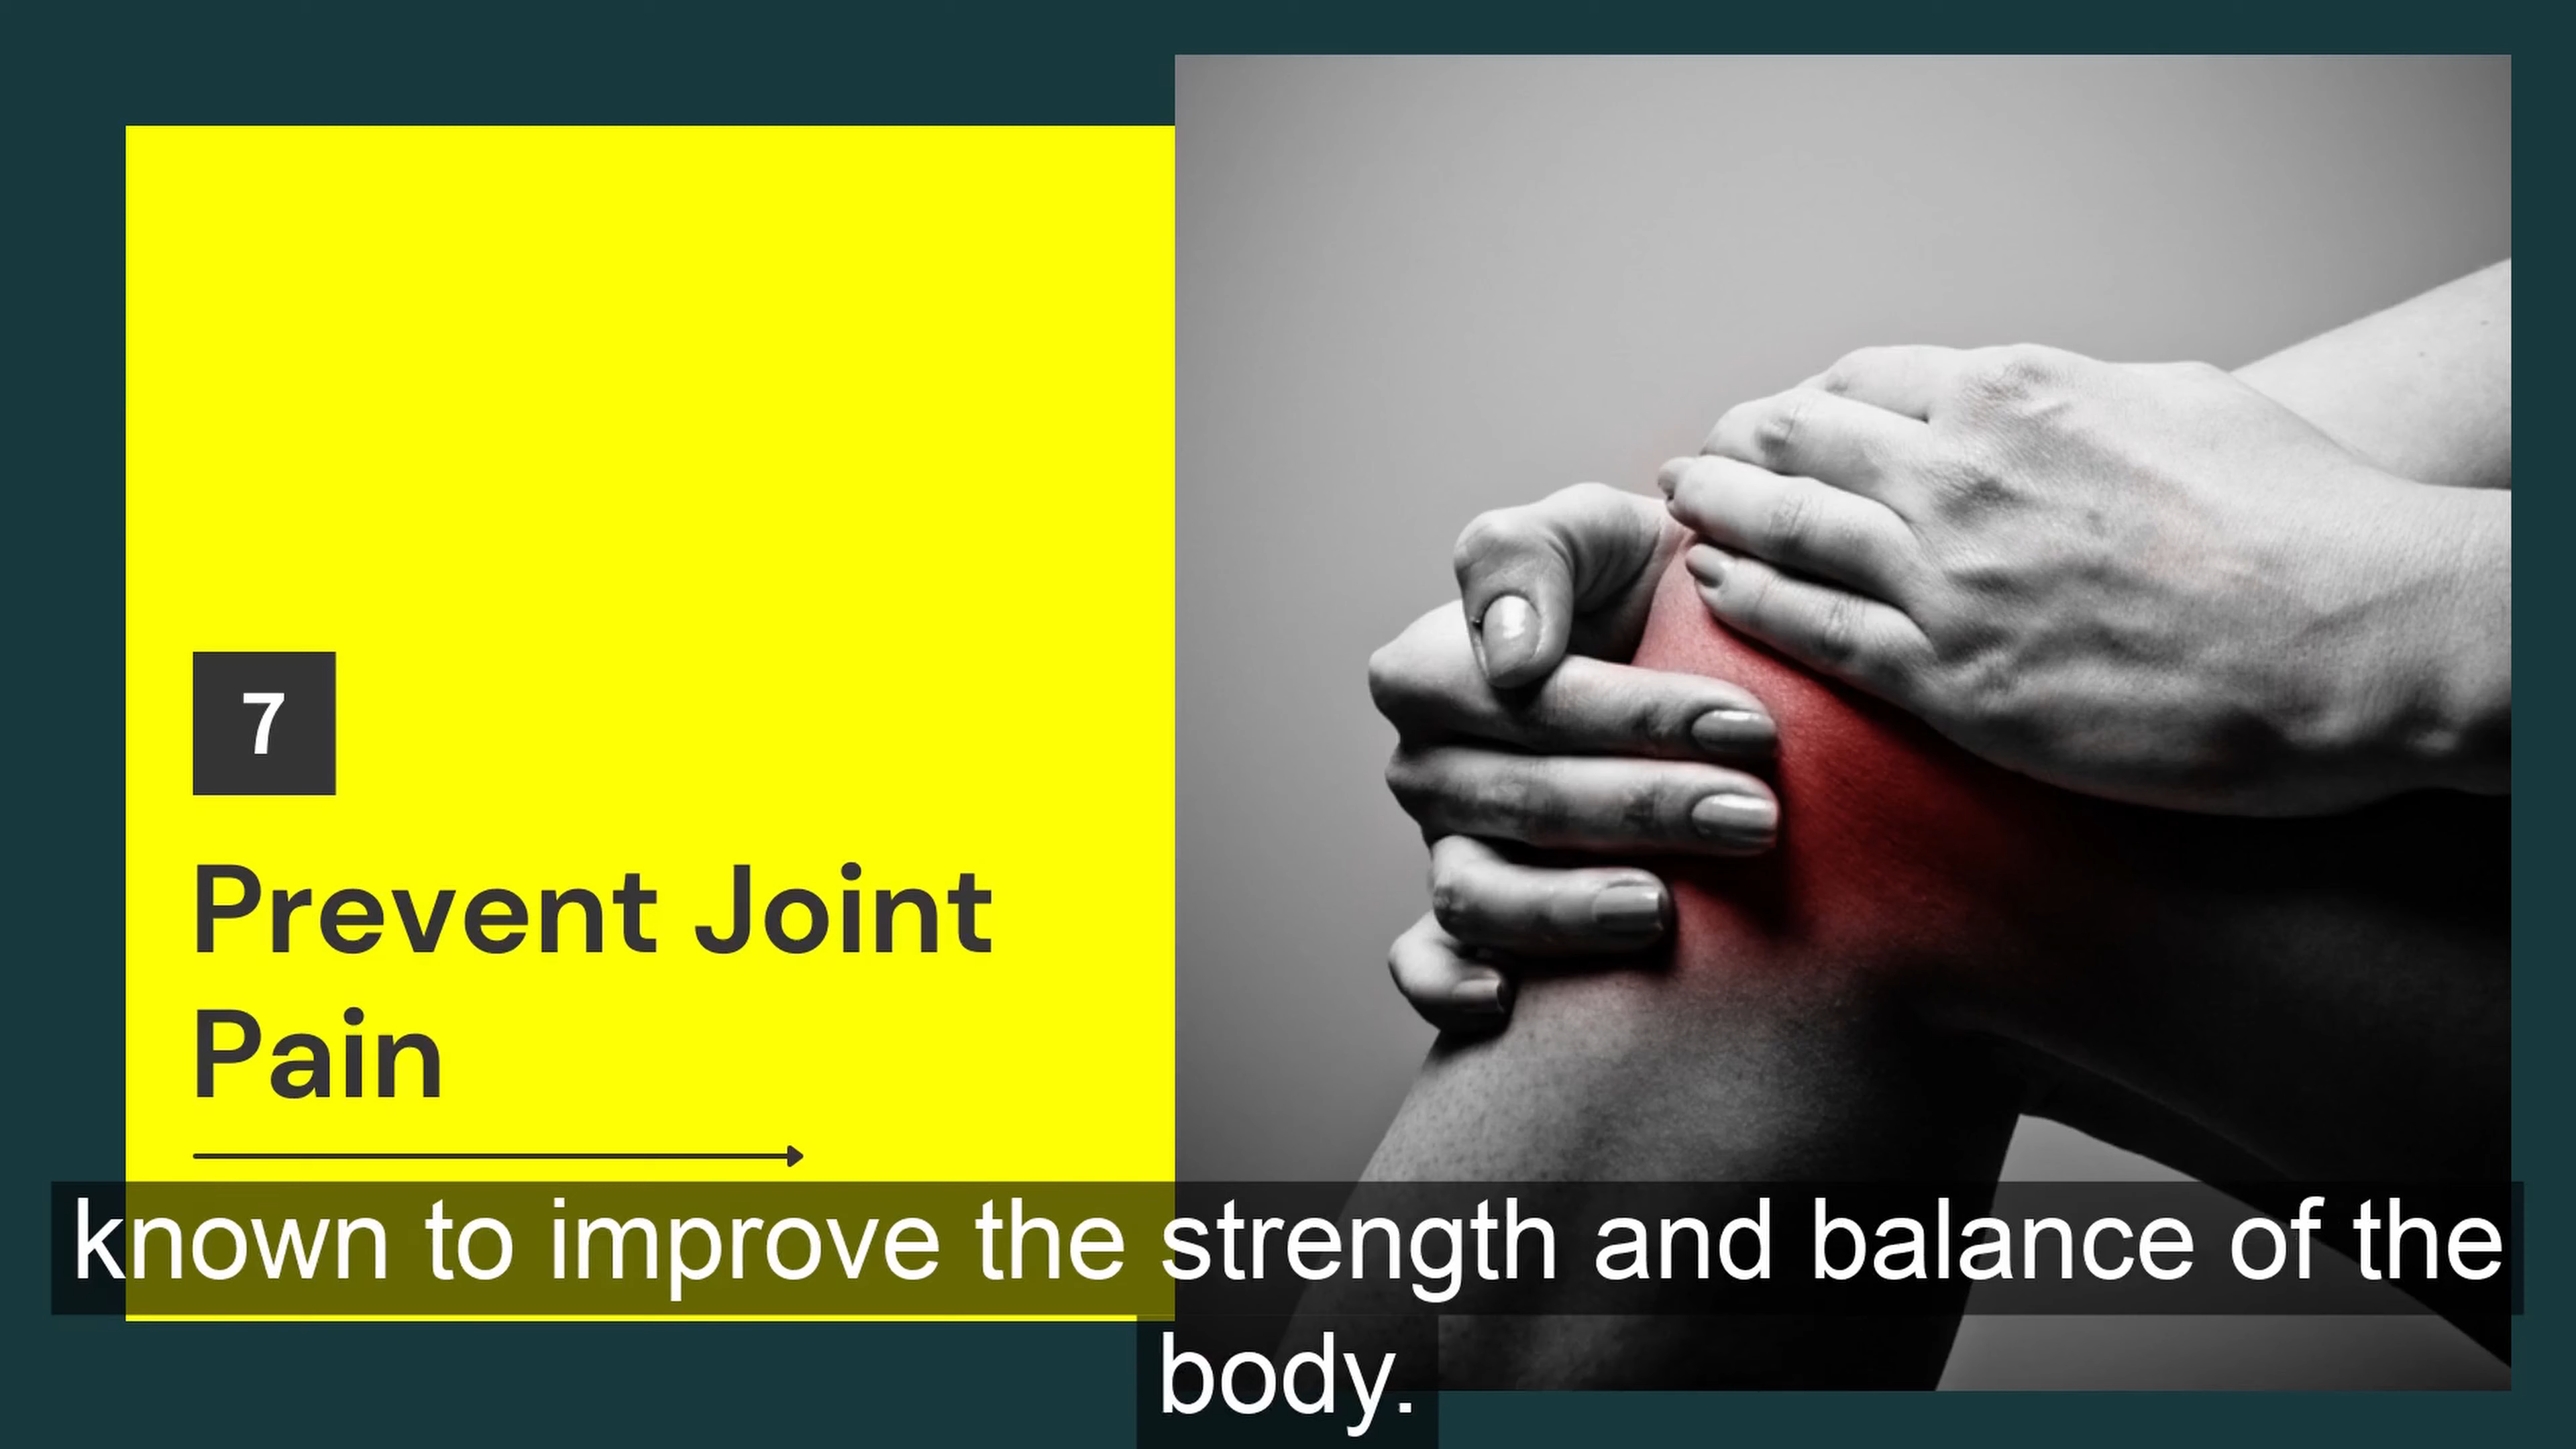 7
Prevent Joint
Pain
known to improve the strength and balance of the
body.